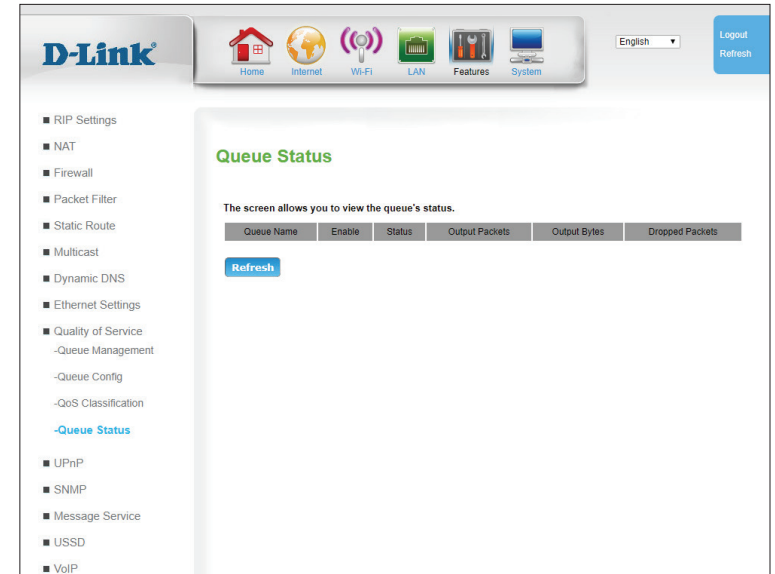 D-Link
Home Internet Wi-Fi LAN Features System
English
Logout
Refresh
RIP Settings
NAT
Firewall
Packet Filter
Static Route
Multicast
Dynamic DNS
Ethernet Settings
Quality of Service
-Queue Management
-Queue Config
-QoS Classification
-Queue Status
UPnP
SNMP
Message Service
USSD
VoIP
Queue Status
The screen allows you to view the queue's status.
Queue Name Enable Status Output Packets Output Bytes Dropped Packets
Refresh